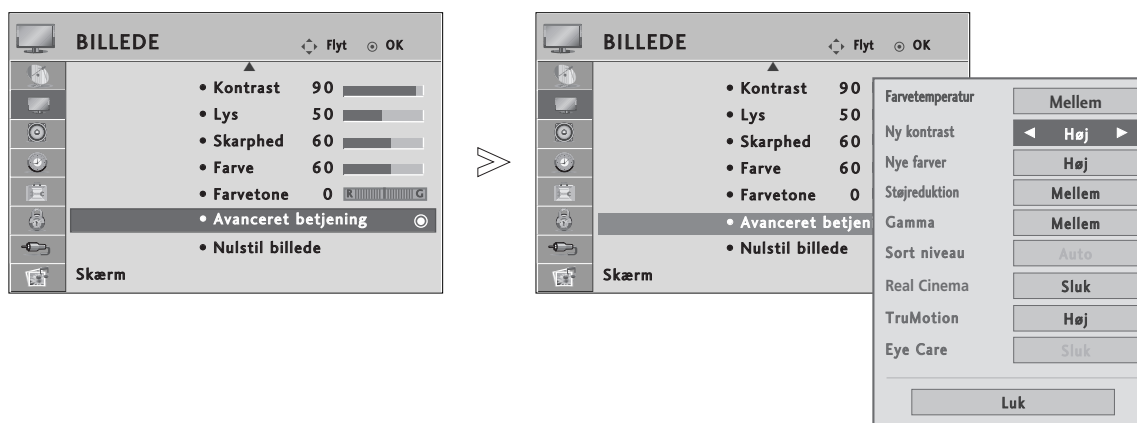 BILLEDE Flyt OK
• Kontrast 90
• Lys 50
• Skarphed 60
• Farve 60
• Farvetone 0 R G
• Avanceret betjening
• Nulstil billede
Skærm
BILLEDE Flyt OK
• Kontrast 90
• Lys 50
• Skarphed 60
• Farve 60
• Farvetone 0
• Avanceret betjen
• Nulstil billede
Skærm
Farvetemperatur Mellem
Ny kontrast ◄ Høj ►
Nye farver Høj
Støjreduktion Mellem
Gamma Mellem
Sort niveau Auto
Real Cinema Sluk
TruMotion Høj
Eye Care Sluk
Luk